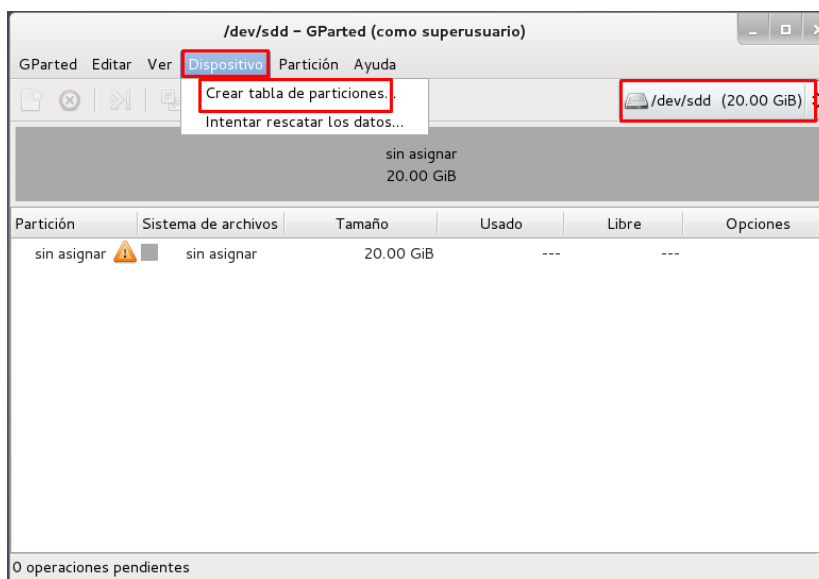 /dev/sdd – GParted (como superusuario)
GParted Editar Ver Dispositivo Partición Ayuda
Crear tabla de particiones...
Intentar rescatar los datos...
/dev/sdd (20.00 GiB)
sin asignar
20.00 GiB
Partición Sistema de archivos Tamaño Usado Libre Opciones
sin asignar sin asignar 20.00 GiB --- ---
0 operaciones pendientes